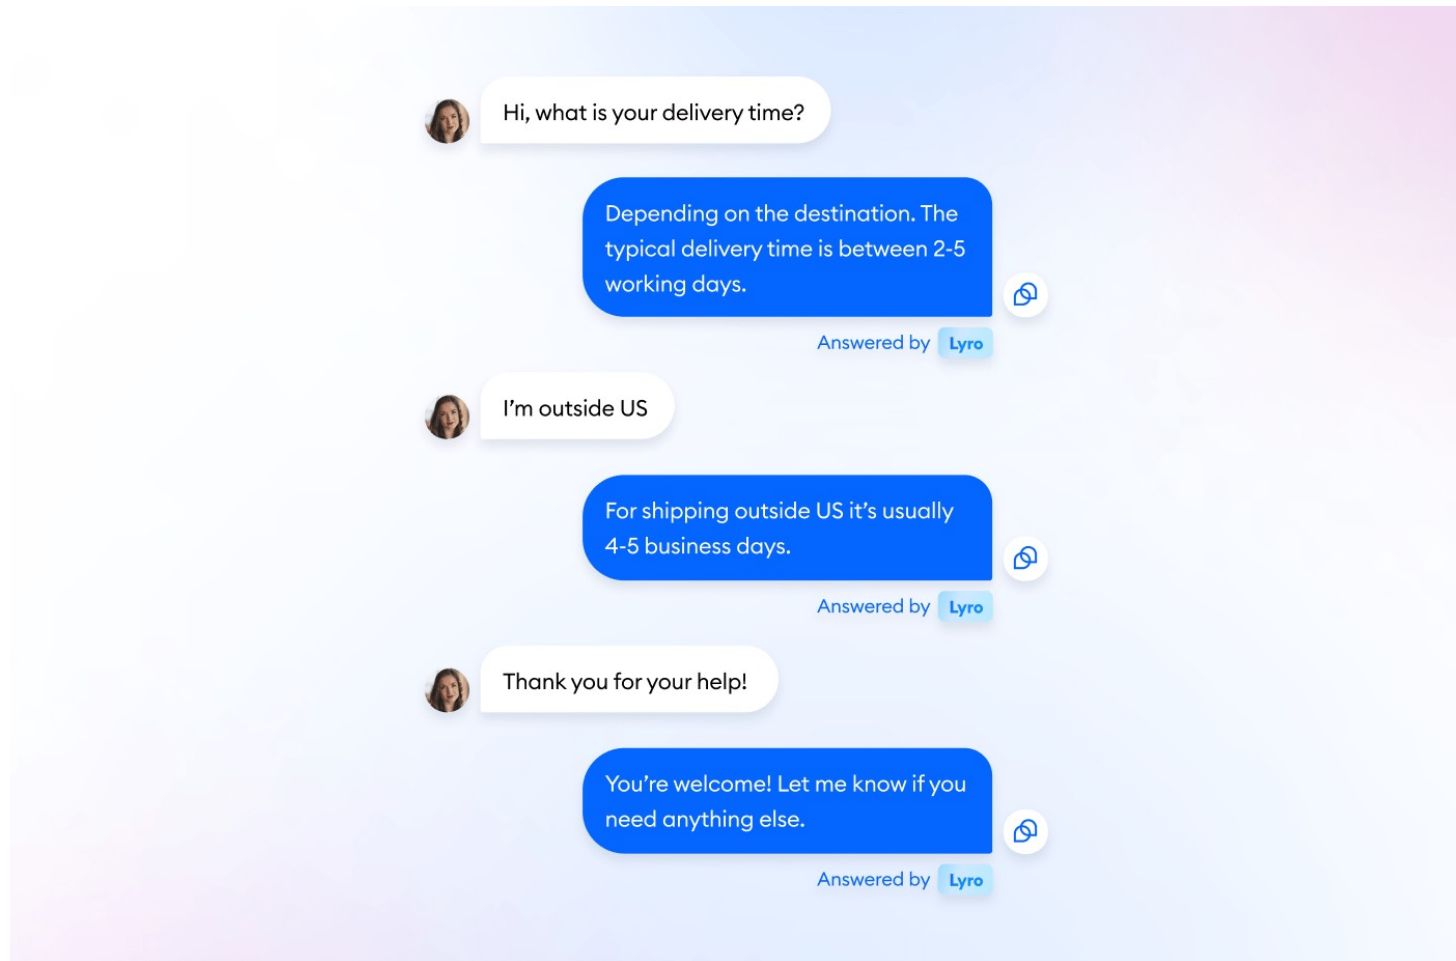 Hi, what is your delivery time?
Depending on the destination. The
typical delivery time is between 2-5
working days.
Answered by Lyro
I’m outside US
For shipping outside US it’s usually
4-5 business days.
Answered by Lyro
Thank you for your help!
You’re welcome! Let me know if you
need anything else.
Answered by Lyro